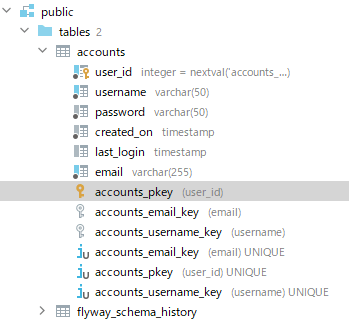 public
tables 2
accounts
user_id integer = nextval('accounts_...)
username varchar(50)
password varchar(50)
created_on timestamp
last_login timestamp
email varchar(255)
accounts_pkey (user_id)
accounts_email_key (email)
accounts_username_key (username)
accounts_email_key (email) UNIQUE
accounts_pkey (user_id) UNIQUE
accounts_username_key (username) UNIQUE
flyway_schema_history